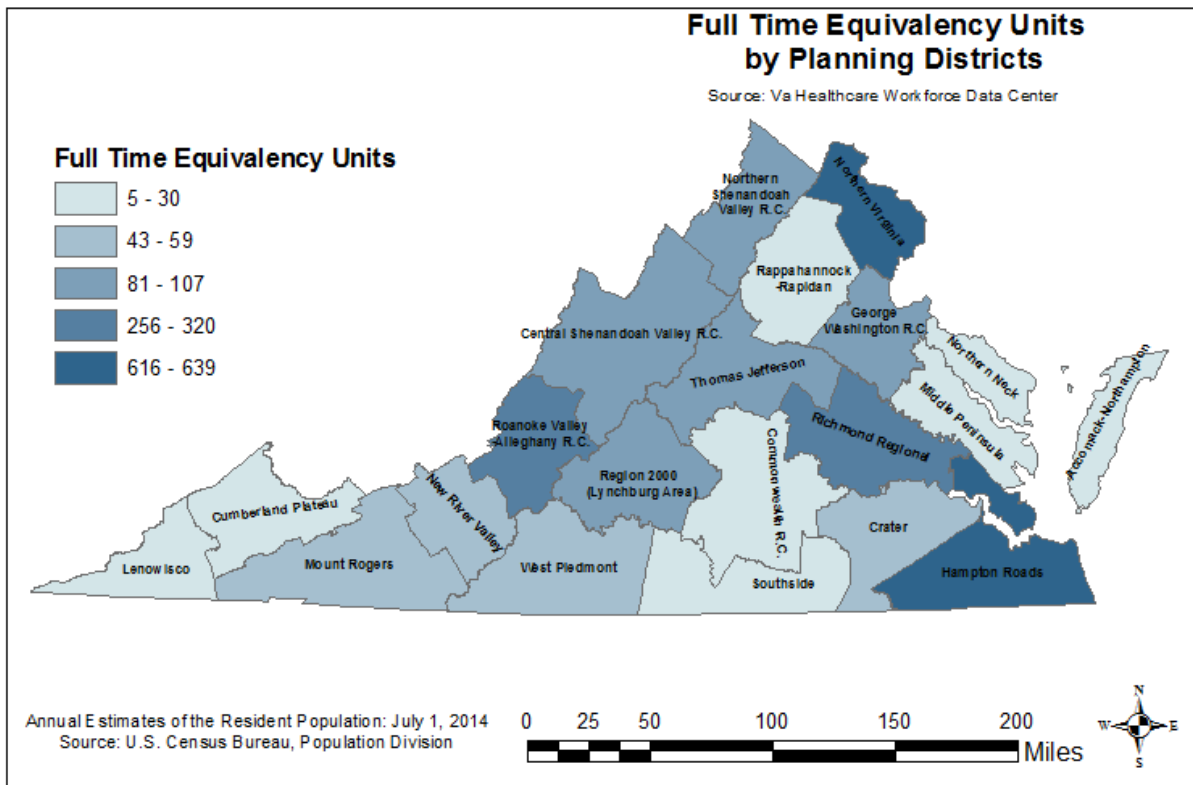 Full Time Equivalency Units
by Planning Districts
Source: Va Healthcare Workforce Data Center
Full Time Equivalency Units
5 - 30
43 - 59
81 - 107
256 - 320
616 - 639
Northern
Shenandoah
Valley R.C.
Northern Virginia
Rappahannock
-Rapidan
Central Shenandoah Valley R.C.
George
Washington R.C.
Northern Neck
Thomas Jefferson
Middle Peninsula
Accomack-Northampton
Roanoke Valley
Alleghany R.C.
Richmond Regional
Commonwealth R.C.
Region 2000
(Lynchburg Area)
New River Valley
Cumberland Plateau
Crater
Lenowisco
Mount Rogers
West Piedmont
Southside
Hampton Roads
Annual Estimates of the Resident Population: July 1, 2014
Source: U.S. Census Bureau, Population Division
0 25 50 100 150 200
Miles
N
W E
S